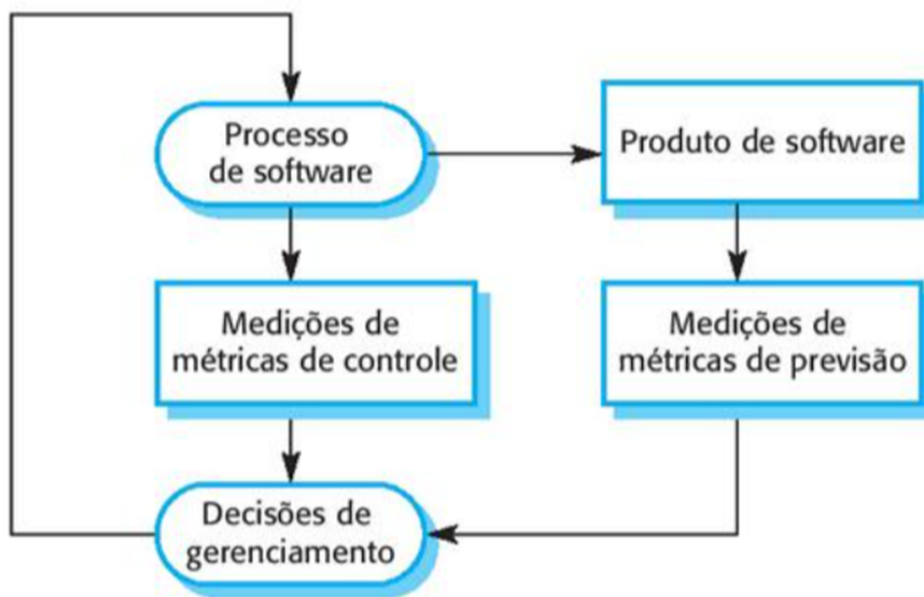 Processo
de software
Produto de software
Medições de
métricas de controle
Medições de
métricas de previsão
Decisões de
gerenciamento